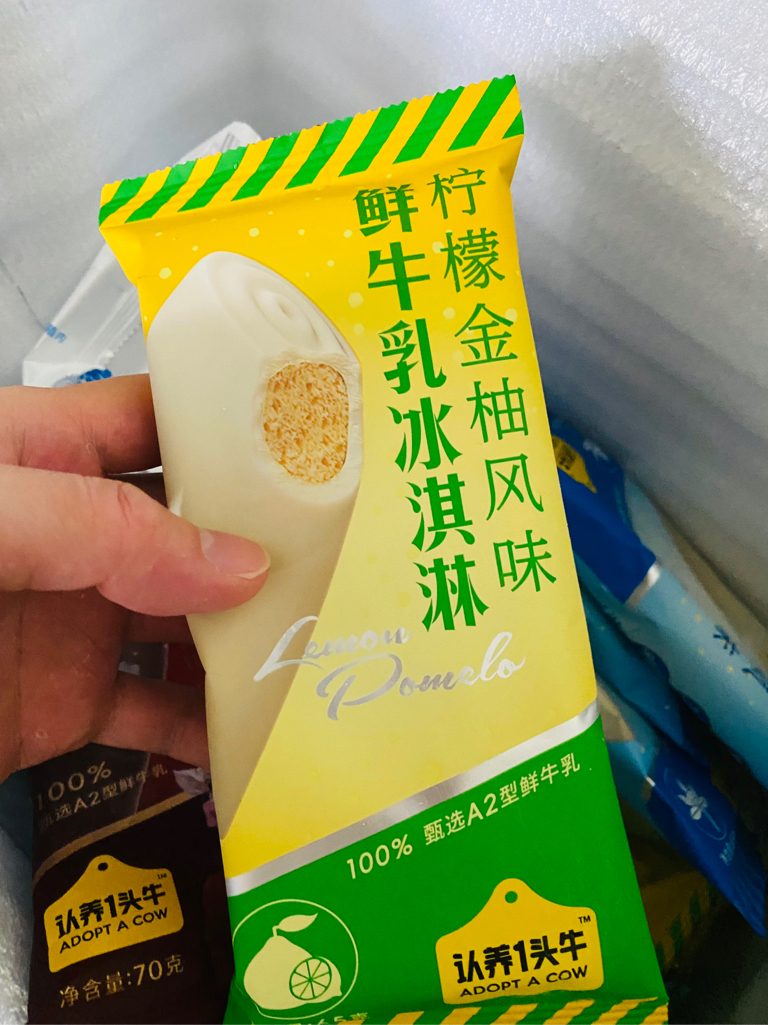 柠檬金柚风味
鲜牛乳冰淇淋
Lemon
Pomelo
100% 甄选A2型鲜牛乳
认养1头牛
TM
ADOPT A COW
100%
甄选A2型鲜牛乳
TM
认养1头牛
ADOPT A COW
净含量:70克